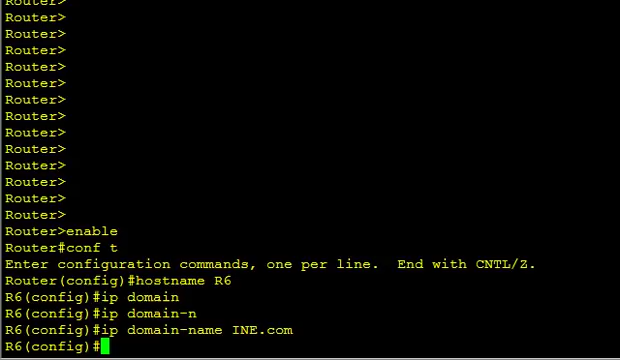 Router>
Router>
Router>
Router>
Router>
Router>
Router>
Router>
Router>
Router>
Router>
Router>
Router>
Router>
Router>enable
Router#conf t
Enter configuration commands, one per line.  End with CNTL/Z.
Router(config)#hostname R6
R6(config)#ip domain
R6(config)#ip domain-n
R6(config)#ip domain-name INE.com
R6(config)#